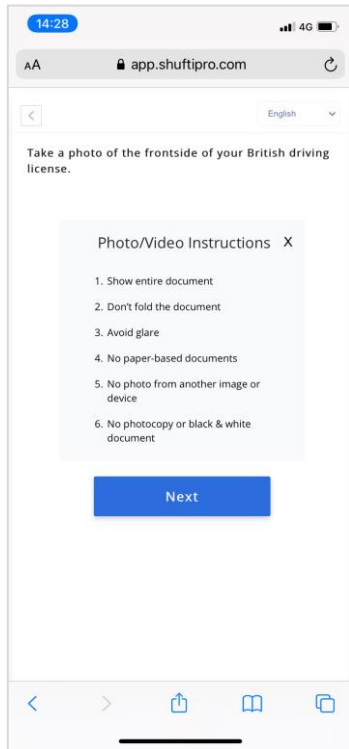 14:28
4G
AA
app.shuftipro.com
English
Take a photo of the frontside of your British driving
license.
Photo/Video Instructions X
1. Show entire document
2. Don't fold the document
3. Avoid glare
4. No paper-based documents
5. No photo from another image or
device
6. No photocopy or black & white
document
Next